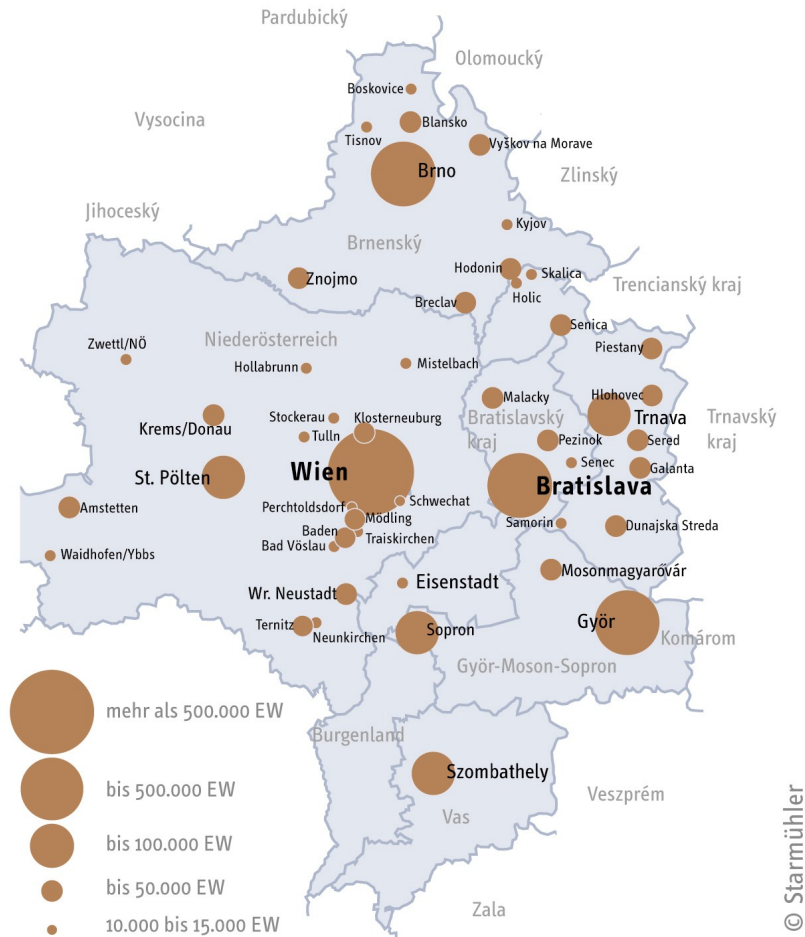 Pardubický
Olomoucký
Boskovice
Vysocina
Blansko
Tisnov
Vyškov na Morave
Brno
Zlinský
Jihoceský
Kyjov
Brnenský
Hodonin
Skalica
Znojmo
Holic
Trencianský kraj
Breclav
Senica
Niederösterreich
Zwettl/NÖ
Piestany
Hollabrunn
Mistelbach
Malacky
Hlohovec
Stockerau
Klosterneuburg
Bratislavský
kraj
Trnava
Trnavský
kraj
Krems/Donau
Tulln
Pezinok
Sered
Wien
Senec
Galanta
St. Pölten
Bratislava
Amstetten
Perchtoldsdorf
Schwechat
Mödling
Samorin
Dunajska Streda
Baden
Traiskirchen
Bad Vöslau
Waidhofen/Ybbs
Mosonmagyaróvár
Eisenstadt
Wr. Neustadt
Ternitz
Neunkirchen
Sopron
Györ
Komárom
Györ-Moson-Sopron
mehr als 500.000 EW
Burgenland
Szombathely
bis 500.000 EW
Veszprém
Vas
bis 100.000 EW
bis 50.000 EW
Zala
10.000 bis 15.000 EW
© Starmühler